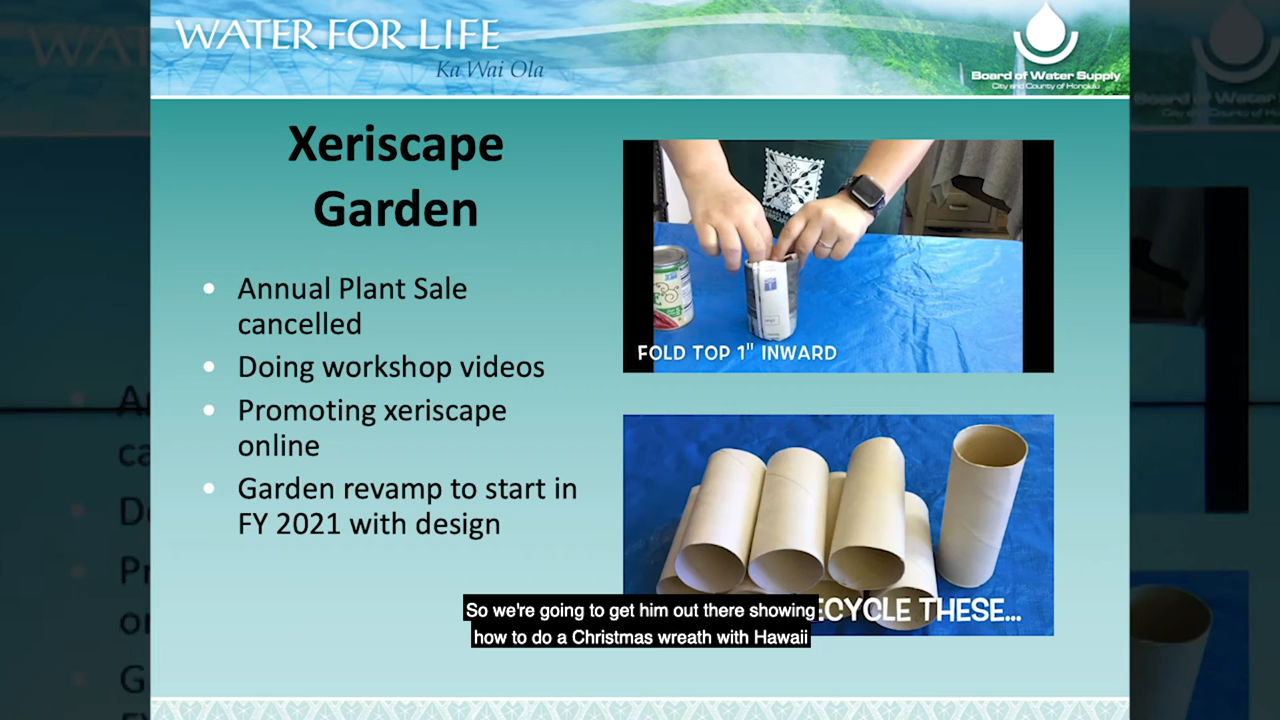 WATER FOR LIFE
Ka Wai Ola
Board of Water Supply
City and County of Honolulu
Xeriscape
Garden
• Annual Plant Sale
cancelled
• Doing workshop videos
• Promoting xeriscape
online
• Garden revamp to start in
FY 2021 with design
FOLD TOP 1" INWARD
ECYCLE THESE...
So we're going to get him out there showing
how to do a Christmas wreath with Hawaii